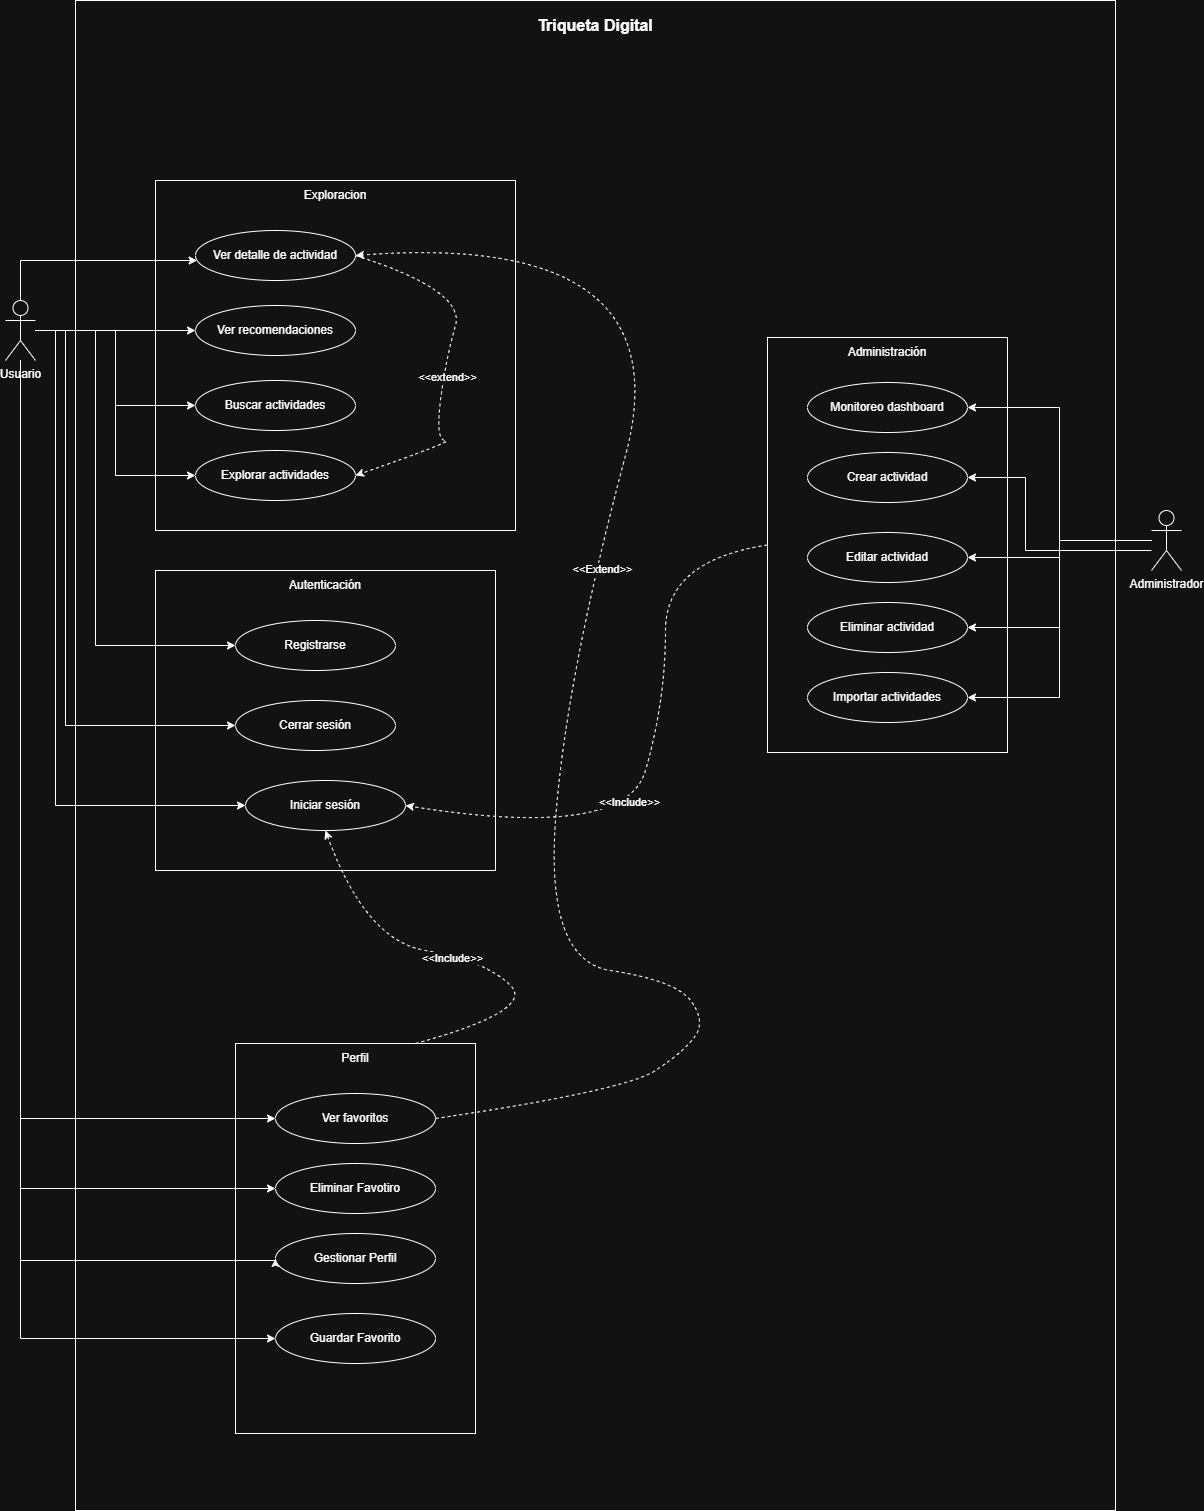 Triqueta Digital
Exploracion
Ver detalle de actividad
Ver recomendaciones
Buscar actividades
Explorar actividades
<<extend>>
Usuario
Administración
Monitoreo dashboard
Crear actividad
Editar actividad
Eliminar actividad
Importar actividades
Administrador
<<Extend>>
Autenticación
Registrarse
Cerrar sesión
Iniciar sesión
<<Include>>
<<Include>>
Perfil
Ver favoritos
Eliminar Favotiro
Gestionar Perfil
Guardar Favorito